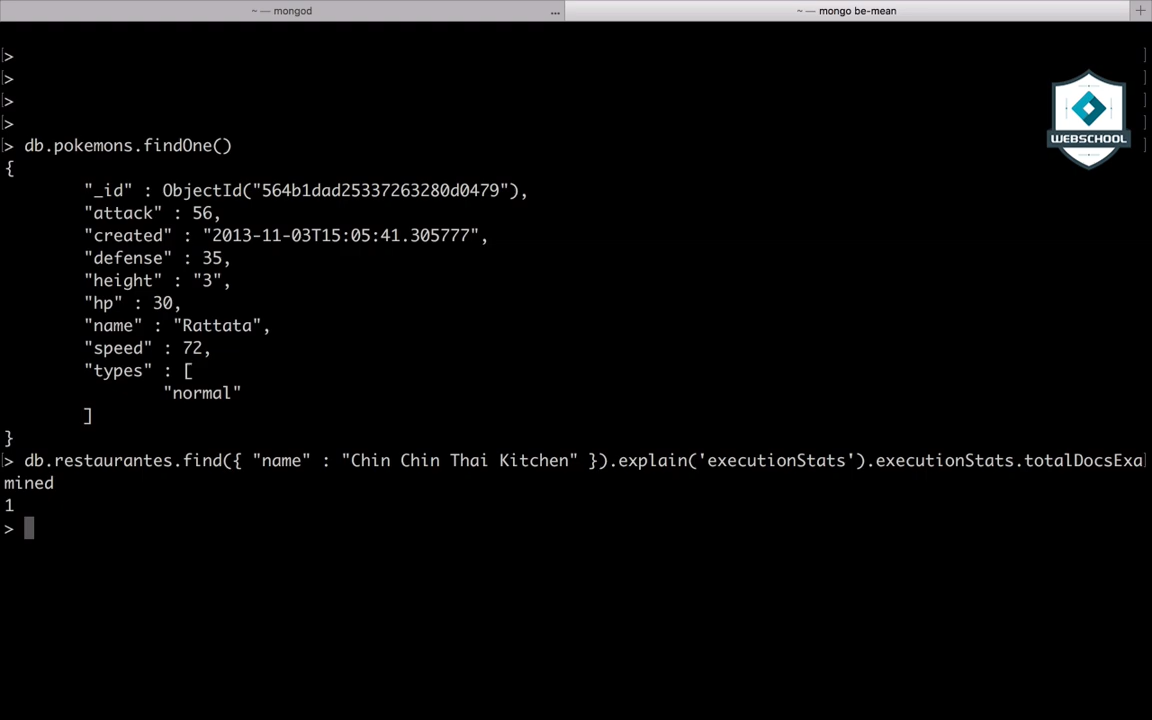 ~ — mongod ... ~ — mongo be-mean +
>
>
>
>
> db.pokemons.findOne()
{
"_id" : ObjectId("564b1dad25337263280d0479"),
"attack" : 56,
"created" : "2013-11-03T15:05:41.305777",
"defense" : 35,
"height" : "3",
"hp" : 30,
"name" : "Rattata",
"speed" : 72,
"types" : [
"normal"
]
}
> db.restaurantes.find({ "name" : "Chin Chin Thai Kitchen" }).explain('executionStats').executionStats.totalDocsExa
mined
1
>
WEBSCHOOL